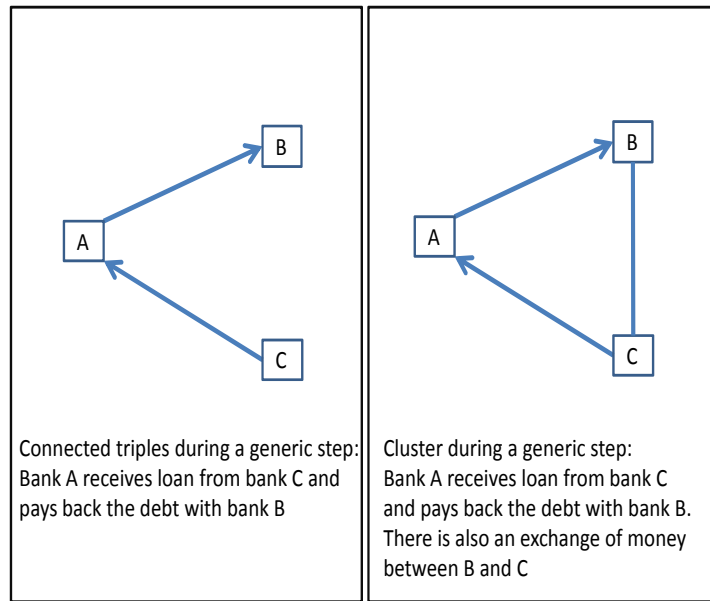 B
A
C
Connected triples during a generic step:
Bank A receives loan from bank C and
pays back the debt with bank B
B
A
C
Cluster during a generic step:
Bank A receives loan from bank C
and pays back the debt with bank B.
There is also an exchange of money
between B and C